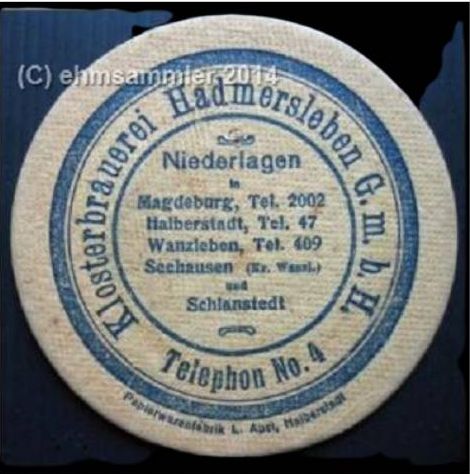 (C) ehmsammler 2014
Klosterbrauerei Hadmersleben G. m. b. H.
Niederlagen
in
Magdeburg, Tel. 2002
Halberstadt, Tel. 47
Wanzleben, Tel. 409
Seehausen (Kr. Wanzl.)
und
Schlanstedt
Telephon No. 4
Papierwarenfabrik L. Apel, Halberstadt